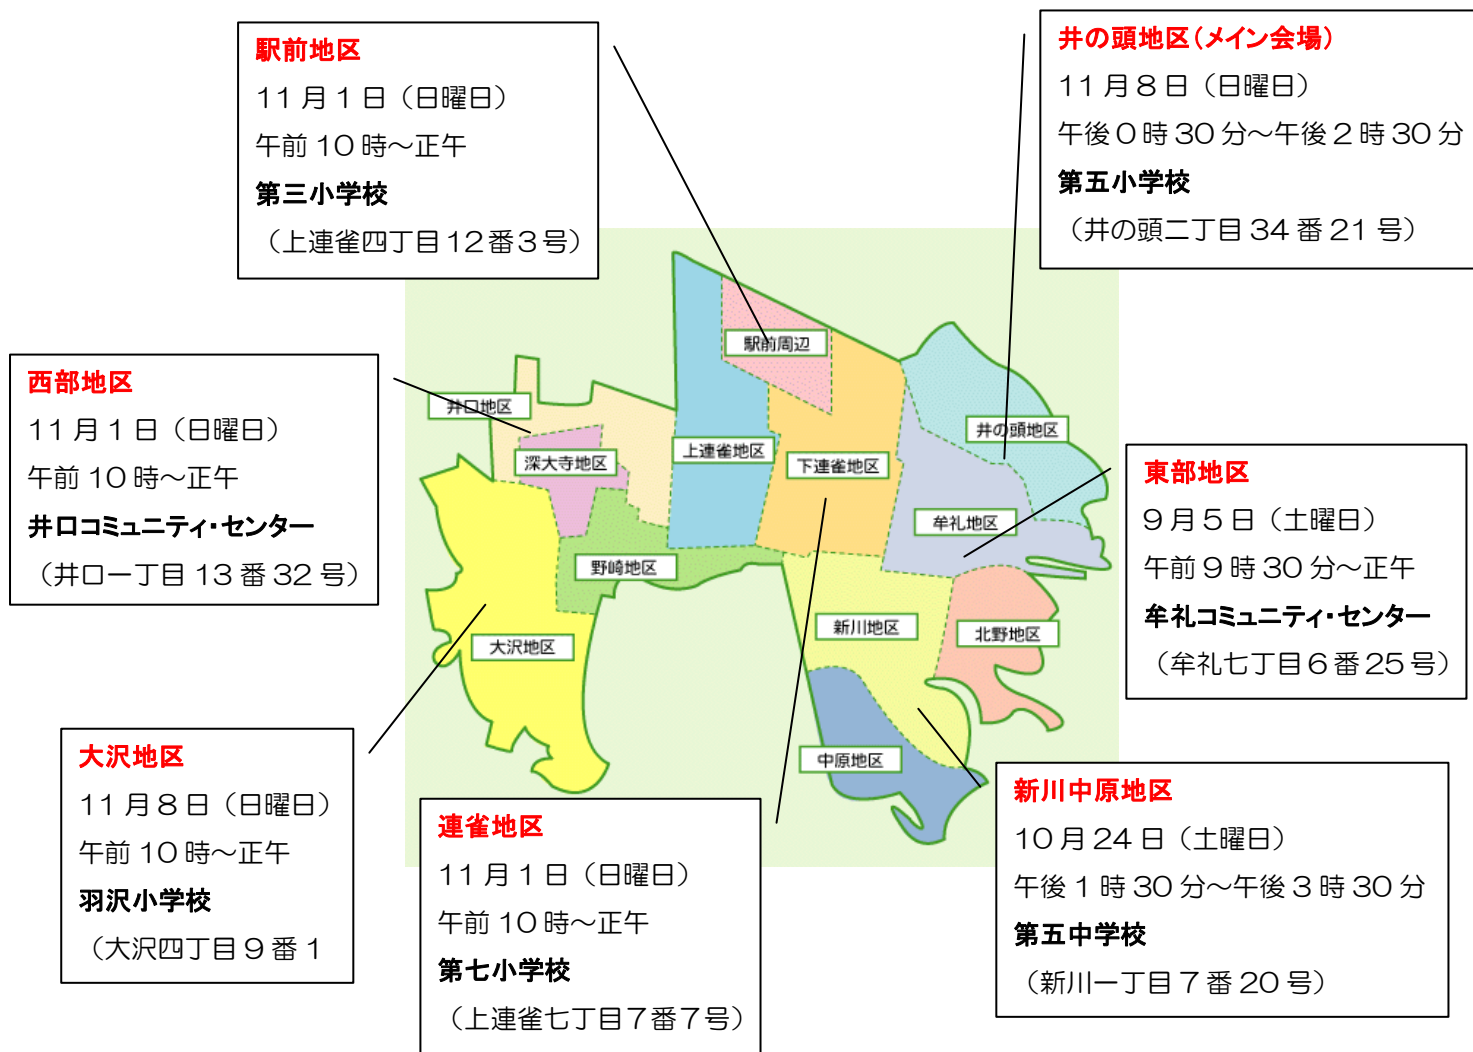 駅前地区
11月1日（日曜日）
午前10時～正午
第三小学校
（上連雀四丁目12番3号）
井の頭地区（メイン会場）
11月8日（日曜日）
午後0時30分～午後2時30分
第五小学校
（井の頭二丁目34番21号）
西部地区
11月1日（日曜日）
午前10時～正午
井口コミュニティ・センター
（井口一丁目13番32号）
東部地区
9月5日（土曜日）
午前9時30分～正午
牟礼コミュニティ・センター
（牟礼七丁目6番25号）
駅前周辺
井口地区
深大寺地区
上連雀地区
下連雀地区
井の頭地区
牟礼地区
野崎地区
大沢地区
新川地区
北野地区
中原地区
大沢地区
11月8日（日曜日）
午前10時～正午
羽沢小学校
（大沢四丁目9番1
連雀地区
11月1日（日曜日）
午前10時～正午
第七小学校
（上連雀七丁目7番7号）
新川中原地区
10月24日（土曜日）
午後1時30分～午後3時30分
第五中学校
（新川一丁目7番20号）